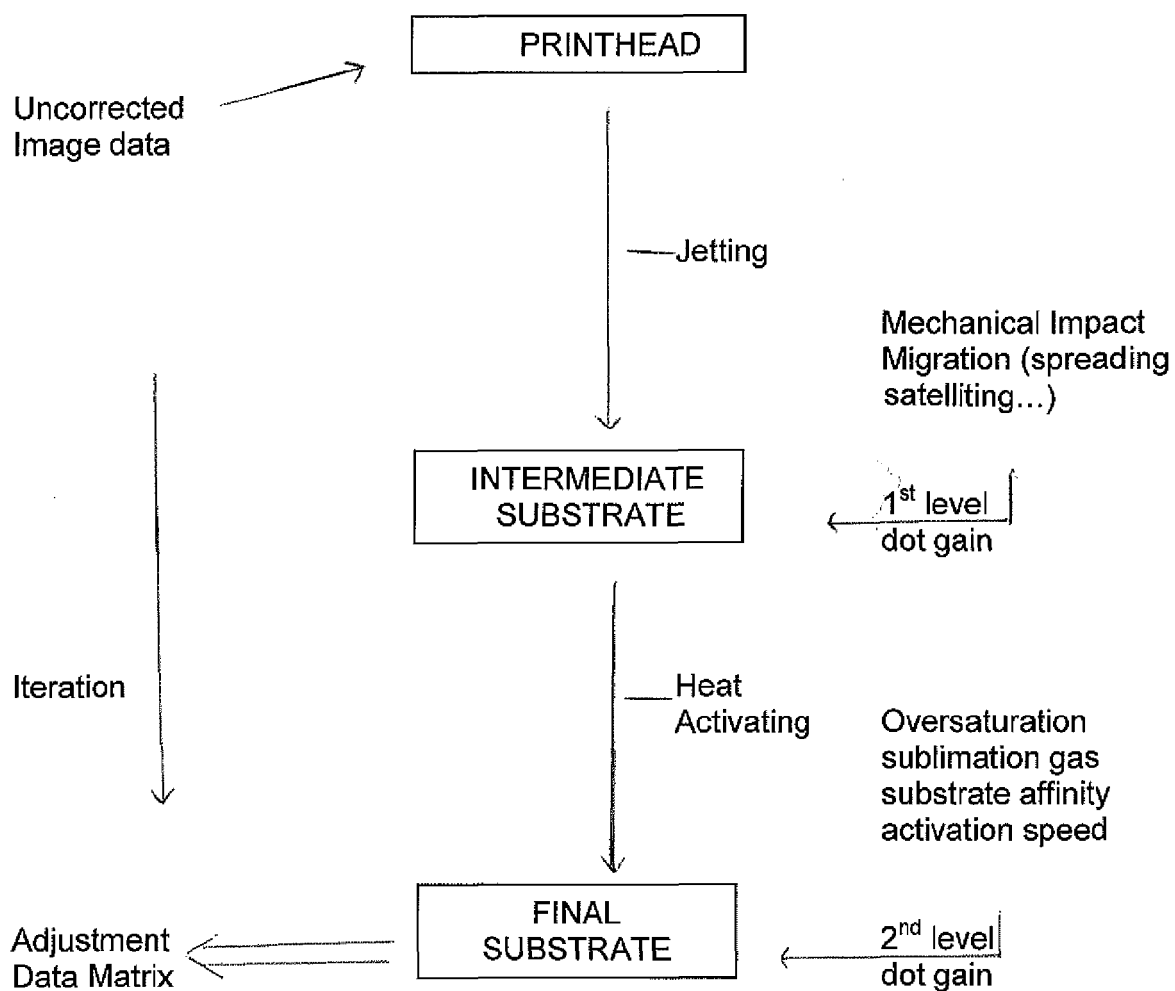 PRINTHEAD
Uncorrected
Image data
Jetting
Mechanical Impact
Migration (spreading
satelliting...)
INTERMEDIATE
SUBSTRATE
1st level
dot gain
Iteration
Heat
Activating
Oversaturation
sublimation gas
substrate affinity
activation speed
FINAL
SUBSTRATE
Adjustment
Data Matrix
2nd level
dot gain